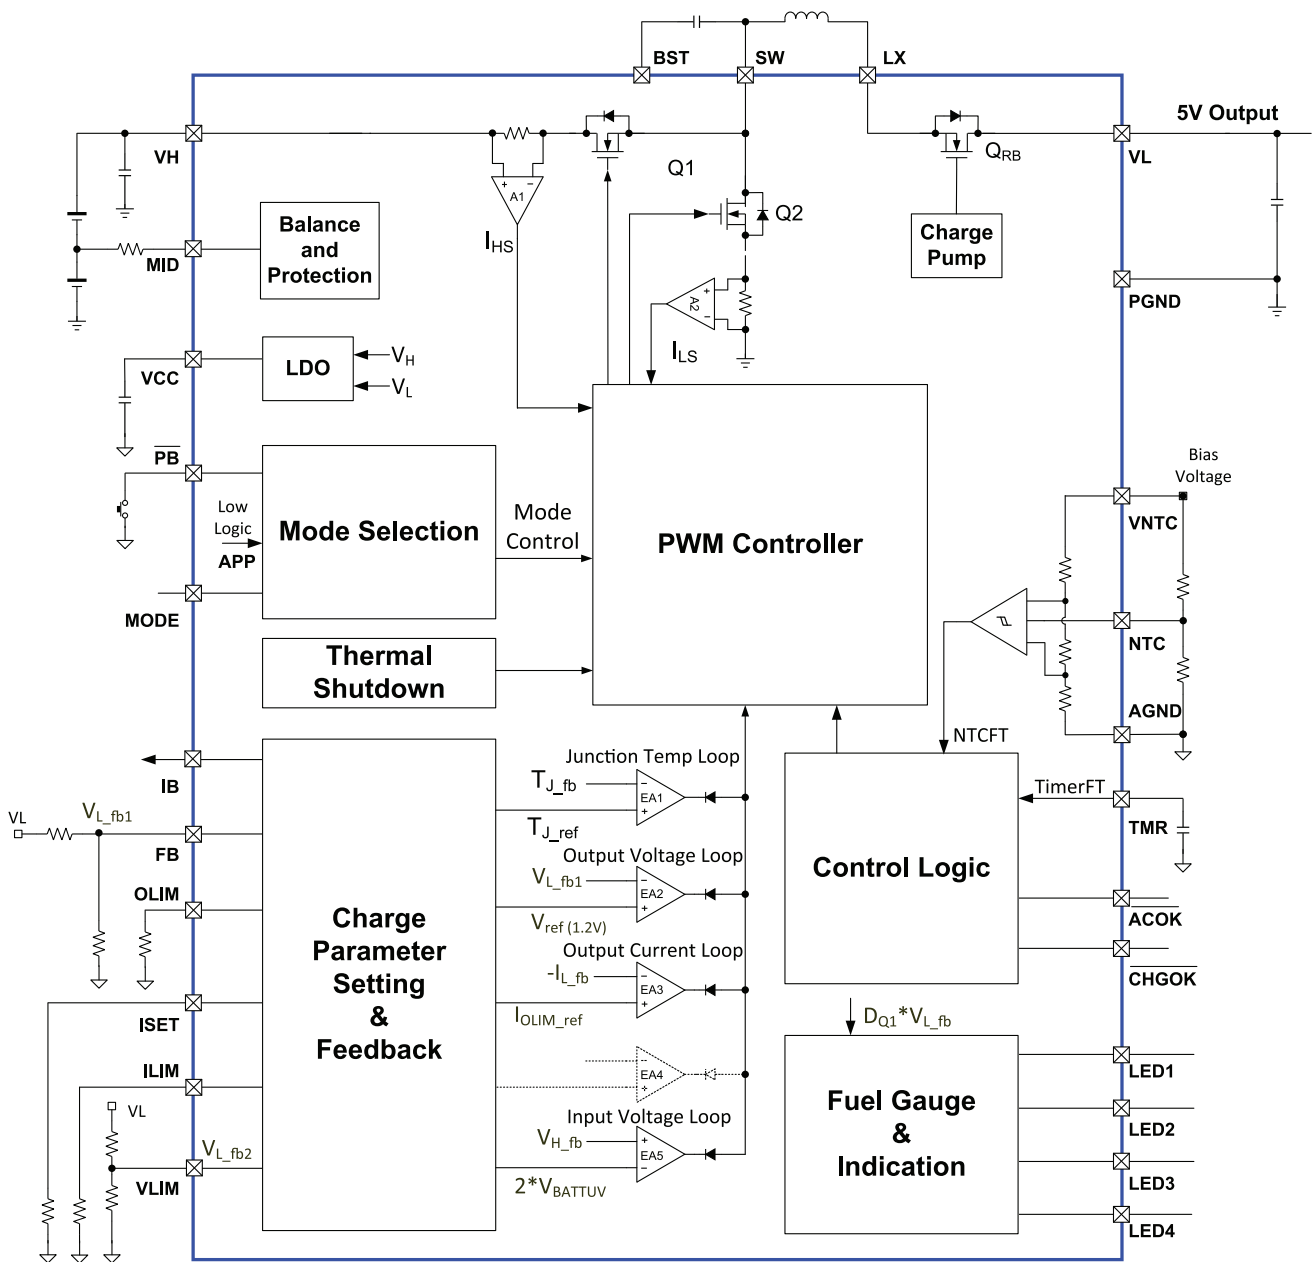 BST
SW
LX
VH
A1
Q1
QRB
5V Output
VL
Balance
and
Protection
MID
IHS
Q2
Charge
Pump
A2
PGND
ILS
VCC
LDO
VH
VL
PB
Low
Logic
APP
MODE
Mode Selection
Mode
Control
PWM Controller
Bias
Voltage
VNTC
NTC
AGND
Thermal
Shutdown
NTCFT
IB
VL
VL_fb1
FB
OLIM
ISET
ILIM
VL
VL_fb2
VLIM
Charge
Parameter
Setting
&
Feedback
Junction Temp Loop
TJ_fb
EA1
TJ_ref
Output Voltage Loop
VL_fb1
EA2
Vref (1.2V)
Output Current Loop
-IL_fb
EA3
IOLIM_ref
EA4
Input Voltage Loop
VH_fb
EA5
2*VBATTUV
TimerFT
TMR
Control Logic
ACOK
CHGOK
DQ1*VL_fb
Fuel Gauge
&
Indication
LED1
LED2
LED3
LED4